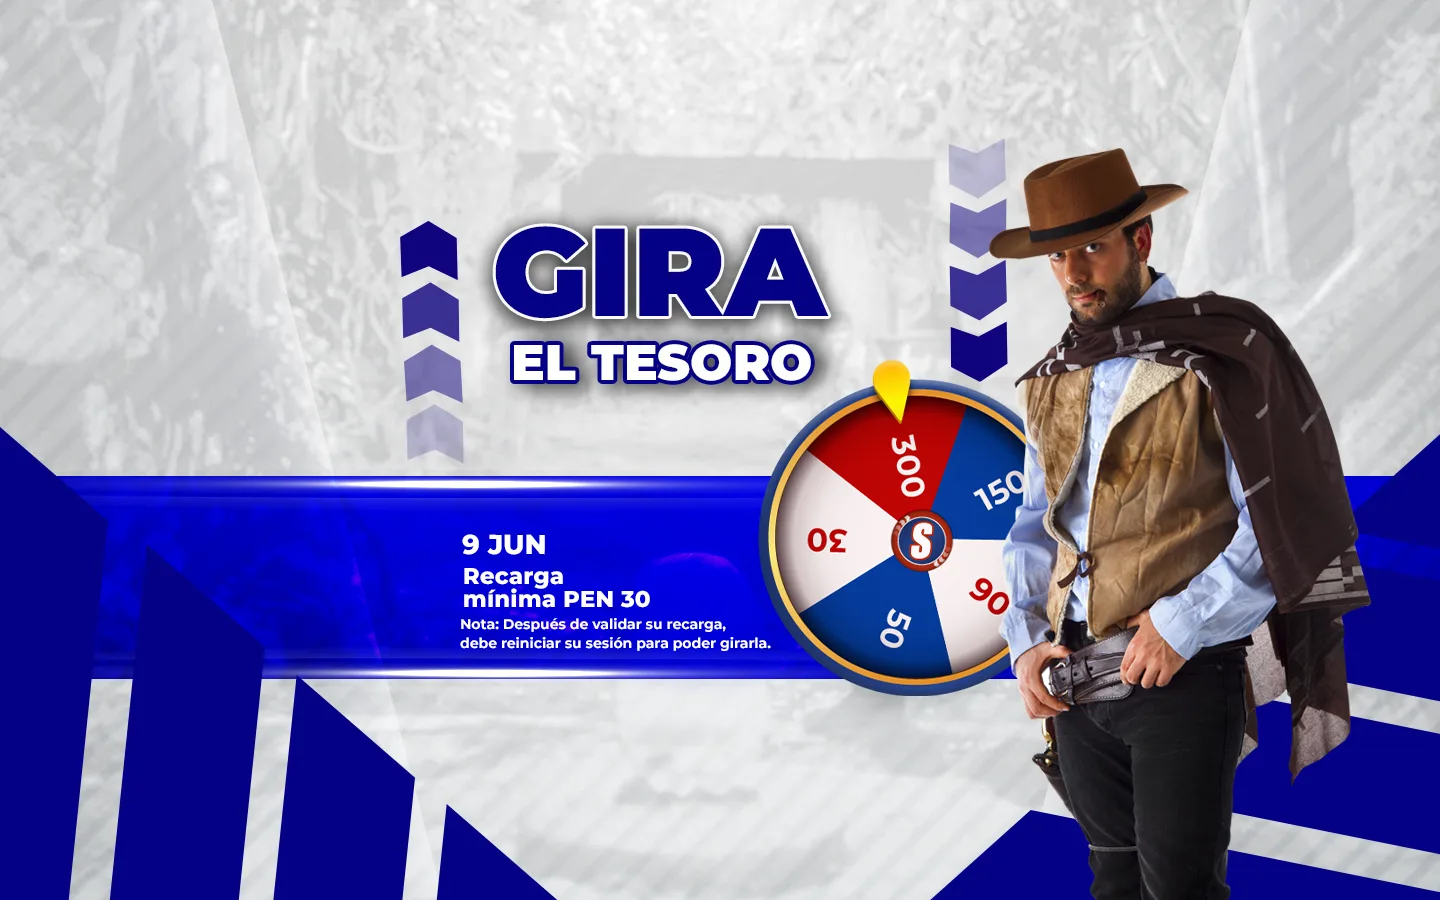 GIRA
EL TESORO
300
150
30
S
90
50
9 JUN
Recarga
mínima PEN 30
Nota: Después de validar su recarga,
debe reiniciar su sesión para poder girarla.